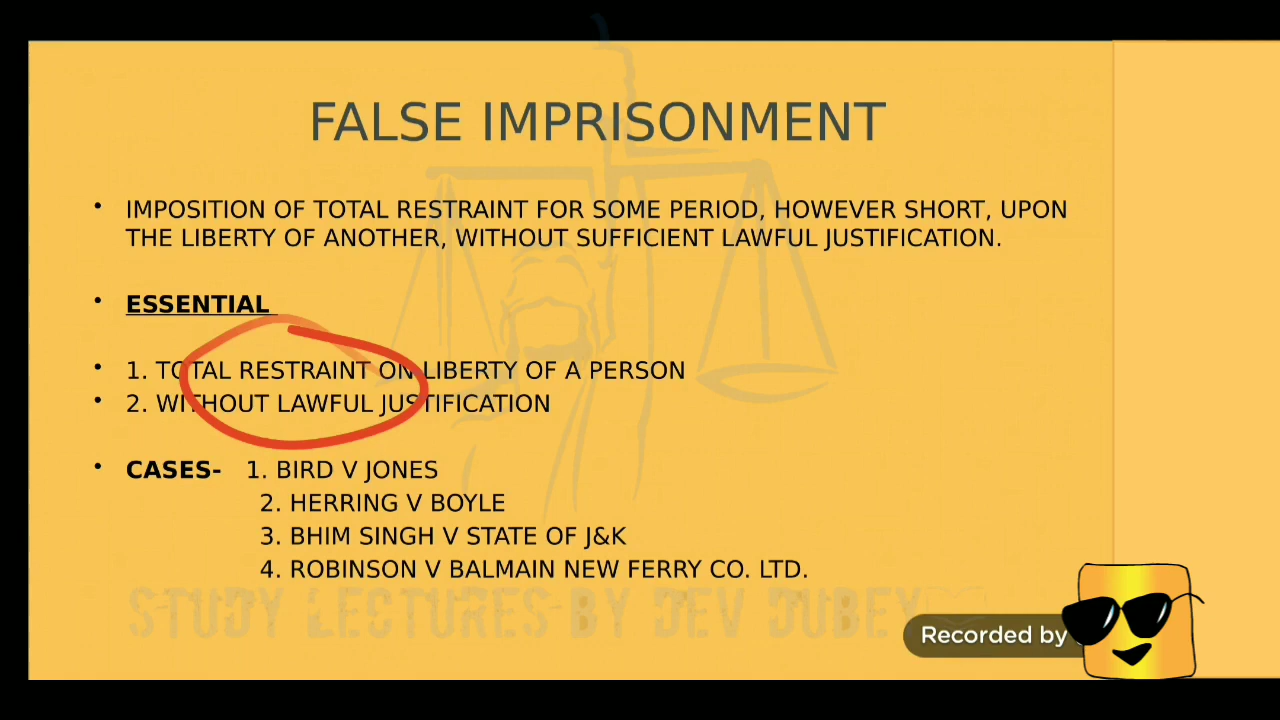 FALSE IMPRISONMENT
• IMPOSITION OF TOTAL RESTRAINT FOR SOME PERIOD, HOWEVER SHORT, UPON
THE LIBERTY OF ANOTHER, WITHOUT SUFFICIENT LAWFUL JUSTIFICATION.
• ESSENTIAL
• 1. TOTAL RESTRAINT ON LIBERTY OF A PERSON
• 2. WITHOUT LAWFUL JUSTIFICATION
• CASES- 1. BIRD V JONES
2. HERRING V BOYLE
3. BHIM SINGH V STATE OF J&K
4. ROBINSON V BALMAIN NEW FERRY CO. LTD.
STUDY LECTURES BY DEV DUBEY
Recorded by